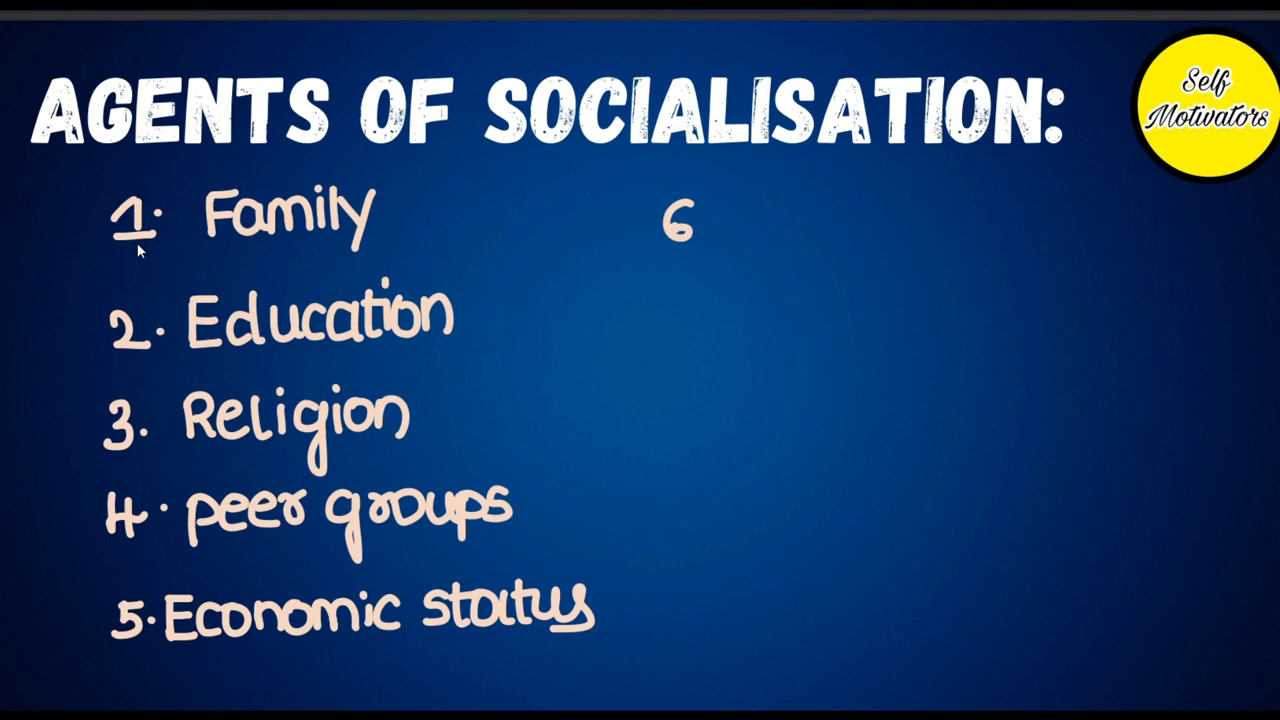 AGENTS OF SOCIALISATION:
Self
Motivators
1. Family
2. Education
3. Religion
4. peer groups
5. Economic status
6